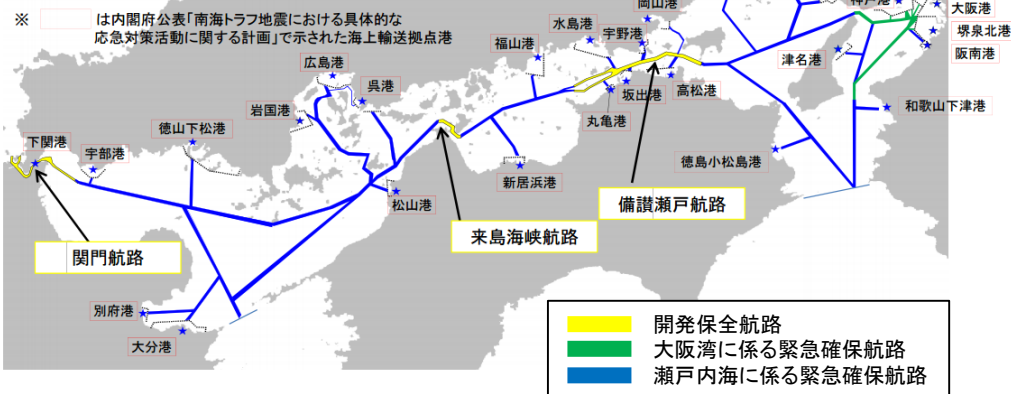 ※ は内閣府公表「南海トラフ地震における具体的な
応急対策活動に関する計画」で示された海上輸送拠点港
岡山港
神戸港
大阪港
堺泉北港
阪南港
水島港
宇野港
福山港
津名港
広島港
呉港
坂出港
高松港
和歌山下津港
岩国港
丸亀港
徳山下松港
下関港
宇部港
徳島小松島港
新居浜港
松山港
備讃瀬戸航路
来島海峡航路
関門航路
別府港
大分港
開発保全航路
大阪湾に係る緊急確保航路
瀬戸内海に係る緊急確保航路